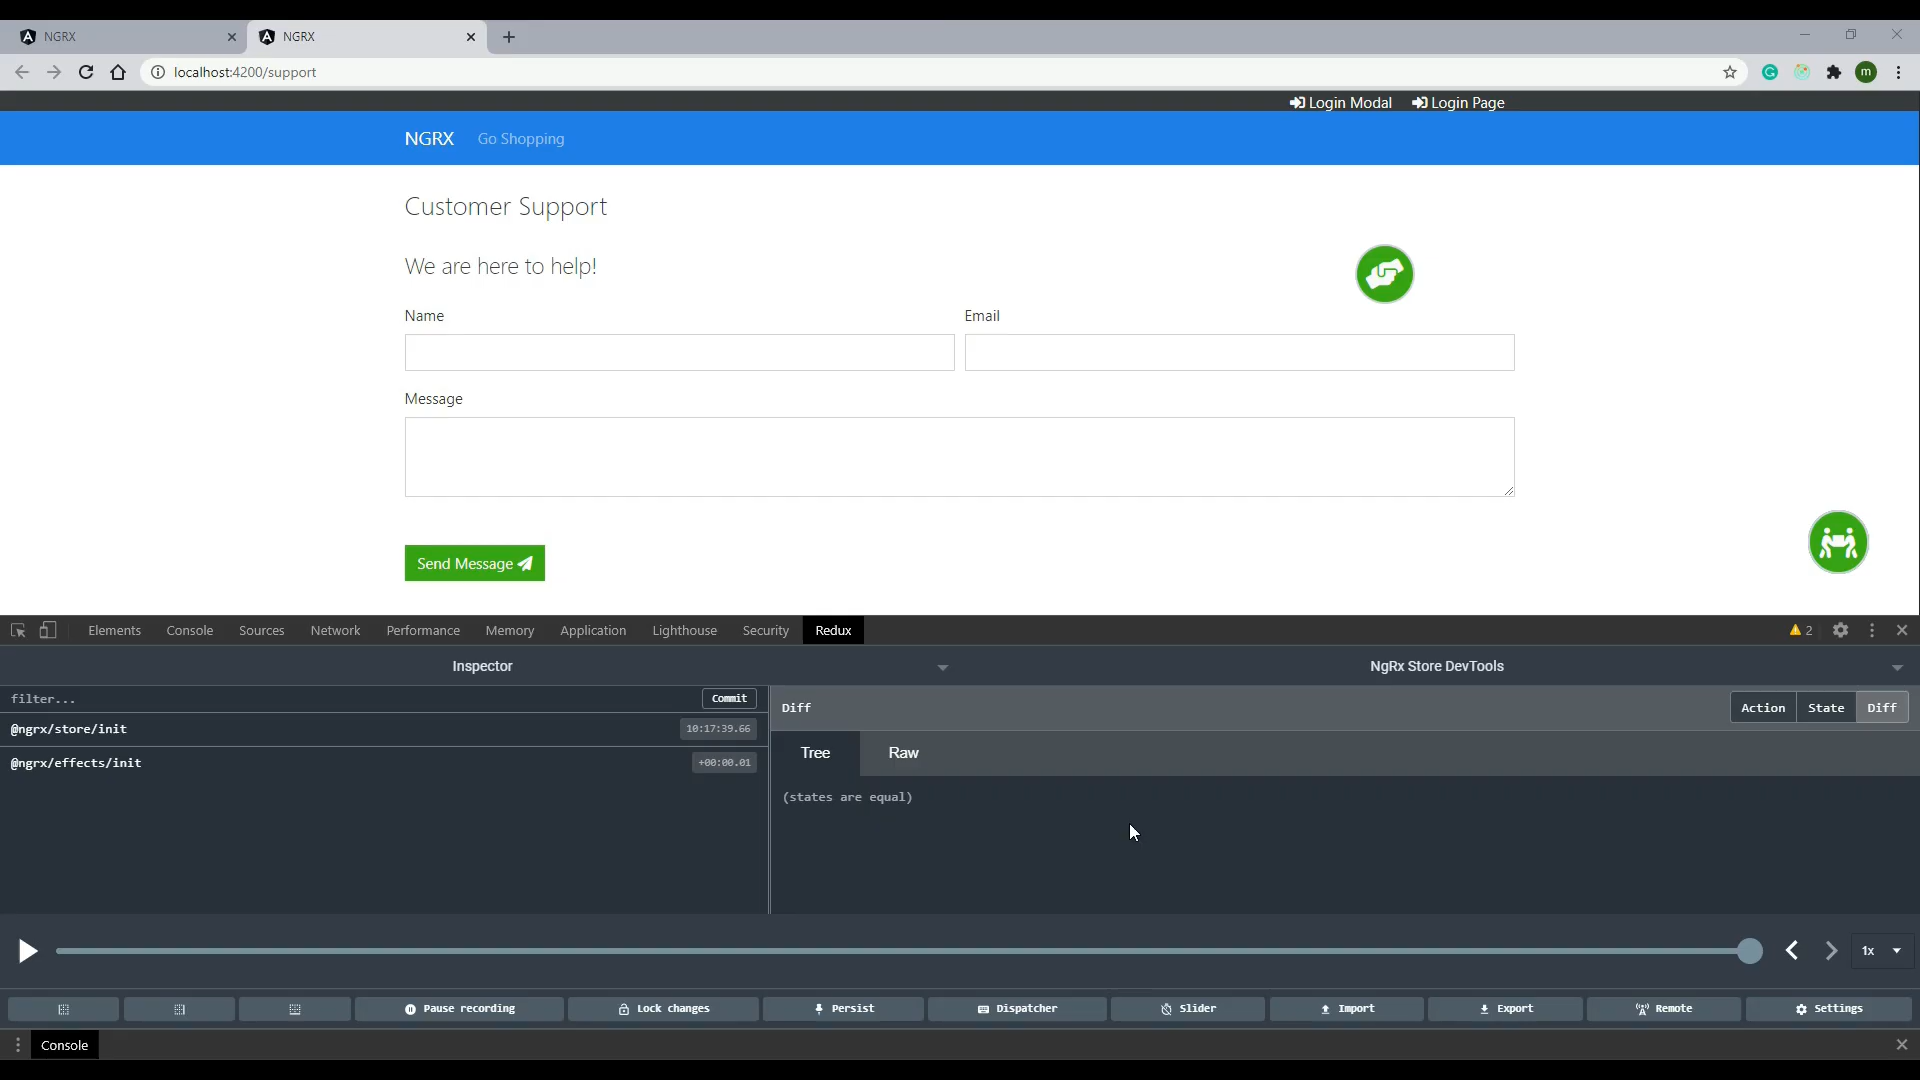 NGRX
NGRX
localhost:4200/support
m
Login Modal Login Page
NGRX Go Shopping
Customer Support
We are here to help!
Name Email
Message
Send Message
Elements Console Sources Network Performance Memory Application Lighthouse Security Redux 2
Inspector NgRx Store DevTools
filter... Commit
@ngrx/store/init 10:17:39.66
@ngrx/effects/init +00:00.01
Diff Action State Diff
Tree Raw
(states are equal)
1x
Pause recording Lock changes Persist Dispatcher Slider Import Export Remote Settings
Console